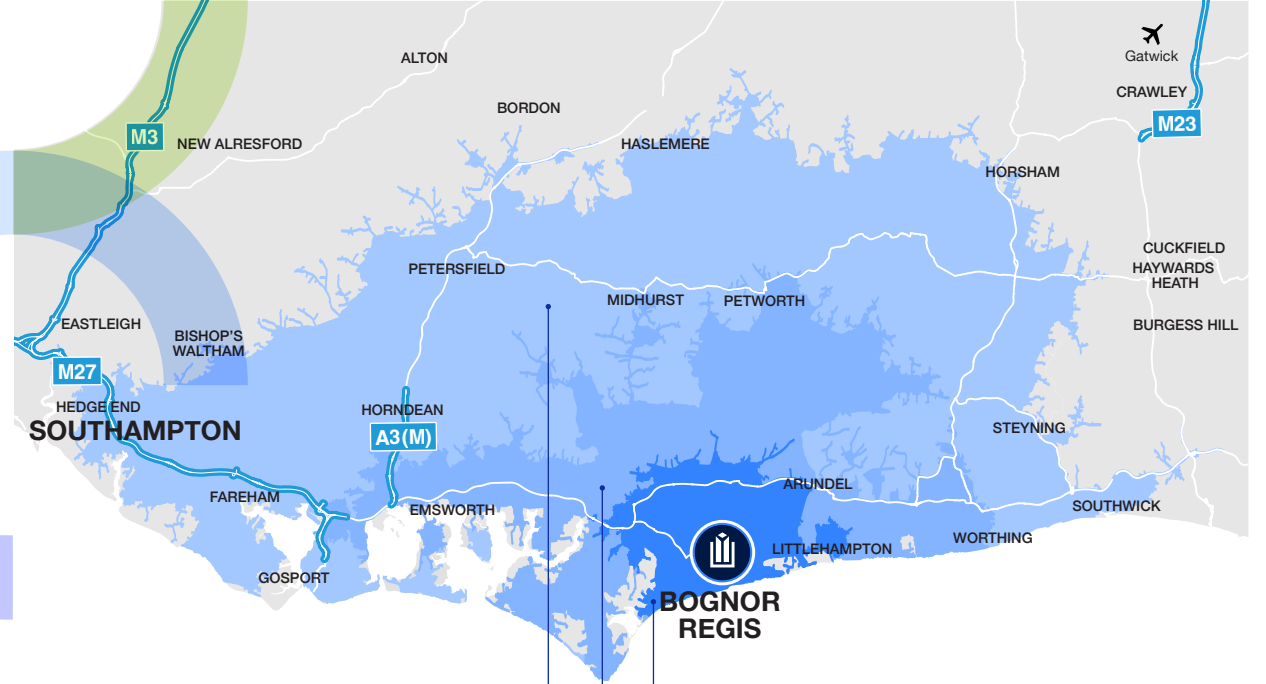 ALTON
Gatwick
CRAWLEY
BORDON
M23
M3
NEW ALRESFORD
HASLEMERE
HORSHAM
CUCKFIELD
HAYWARDS
HEATH
PETERSFIELD
MIDHURST
PETWORTH
EASTLEIGH
BISHOP'S
WALTHAM
BURGESS HILL
M27
HEDGE END
SOUTHAMPTON
HORNDEAN
A3(M)
STEYNING
FAREHAM
EMSWORTH
ARUNDEL
SOUTHWICK
WORTHING
LITTLEHAMPTON
GOSPORT
BOGNOR
REGIS